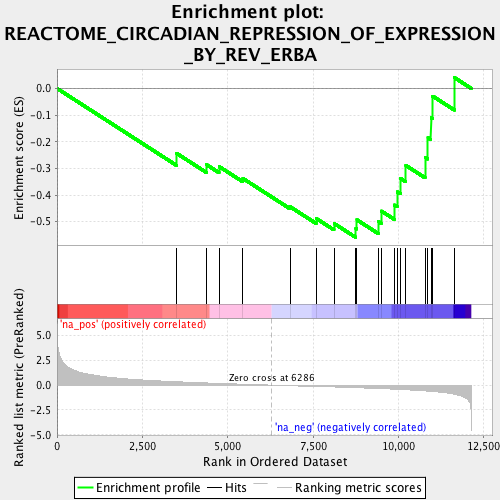 Enrichment plot:
REACTOME_CIRCADIAN_REPRESSION_OF_EXPRESSION
_BY_REV_ERBA
Enrichment score (ES)
0.0
-0.1
-0.2
-0.3
-0.4
-0.5
'na_pos' (positively correlated)
Ranked list metric (PreRanked)
5.0
2.5
0.0
-2.5
-5.0
Zero cross at 6286
'na_neg' (negatively correlated)
0
2,500
5,000
7,500
10,000
12,500
Rank in Ordered Dataset
Enrichment profile
Hits
Ranking metric scores